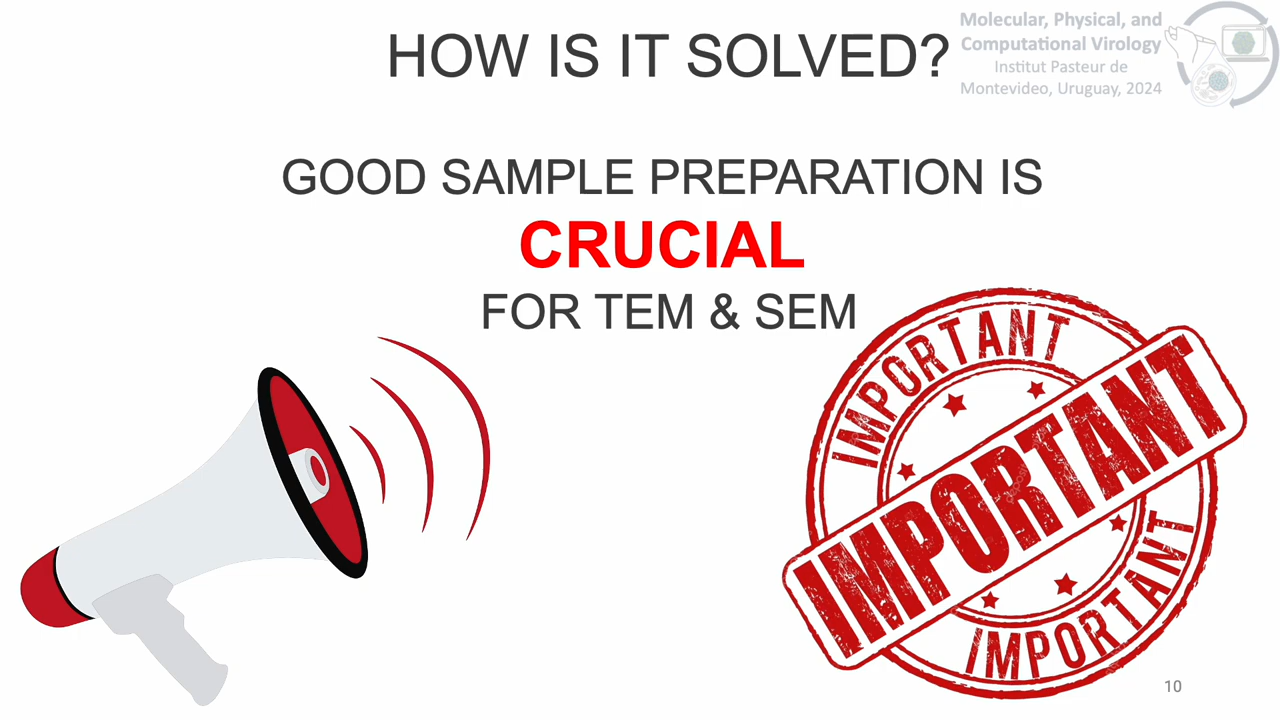 HOW IS IT SOLVED?
Molecular, Physical, and
Computational Virology
Institut Pasteur de
Montevideo, Uruguay, 2024
GOOD SAMPLE PREPARATION IS
CRUCIAL
FOR TEM & SEM
IMPORTANT
IMPORTANT
IMPORTANT
10